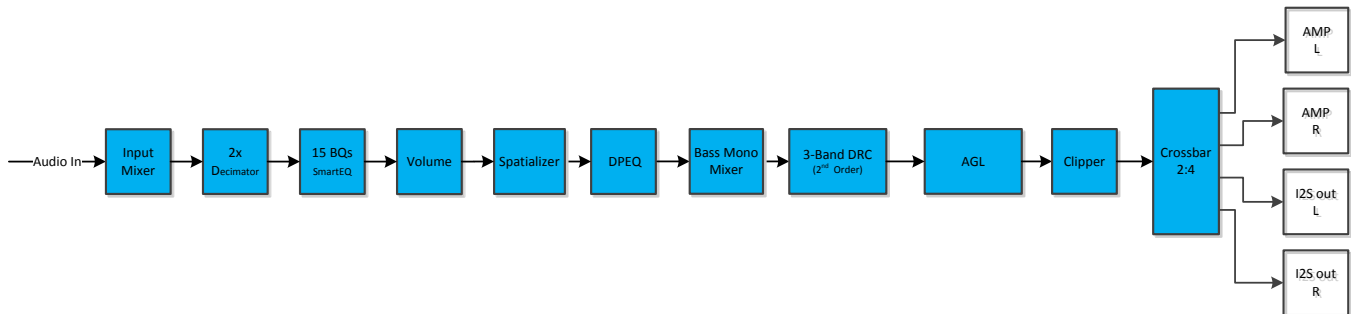 Audio In
Input
Mixer
2x
Decimator
15 BQs
SmartEQ
Volume
Spatializer
DPEQ
Bass Mono
Mixer
3-Band DRC
(2nd Order)
AGL
Clipper
Crossbar
2:4
AMP
L
AMP
R
I2S out
L
I2S out
R